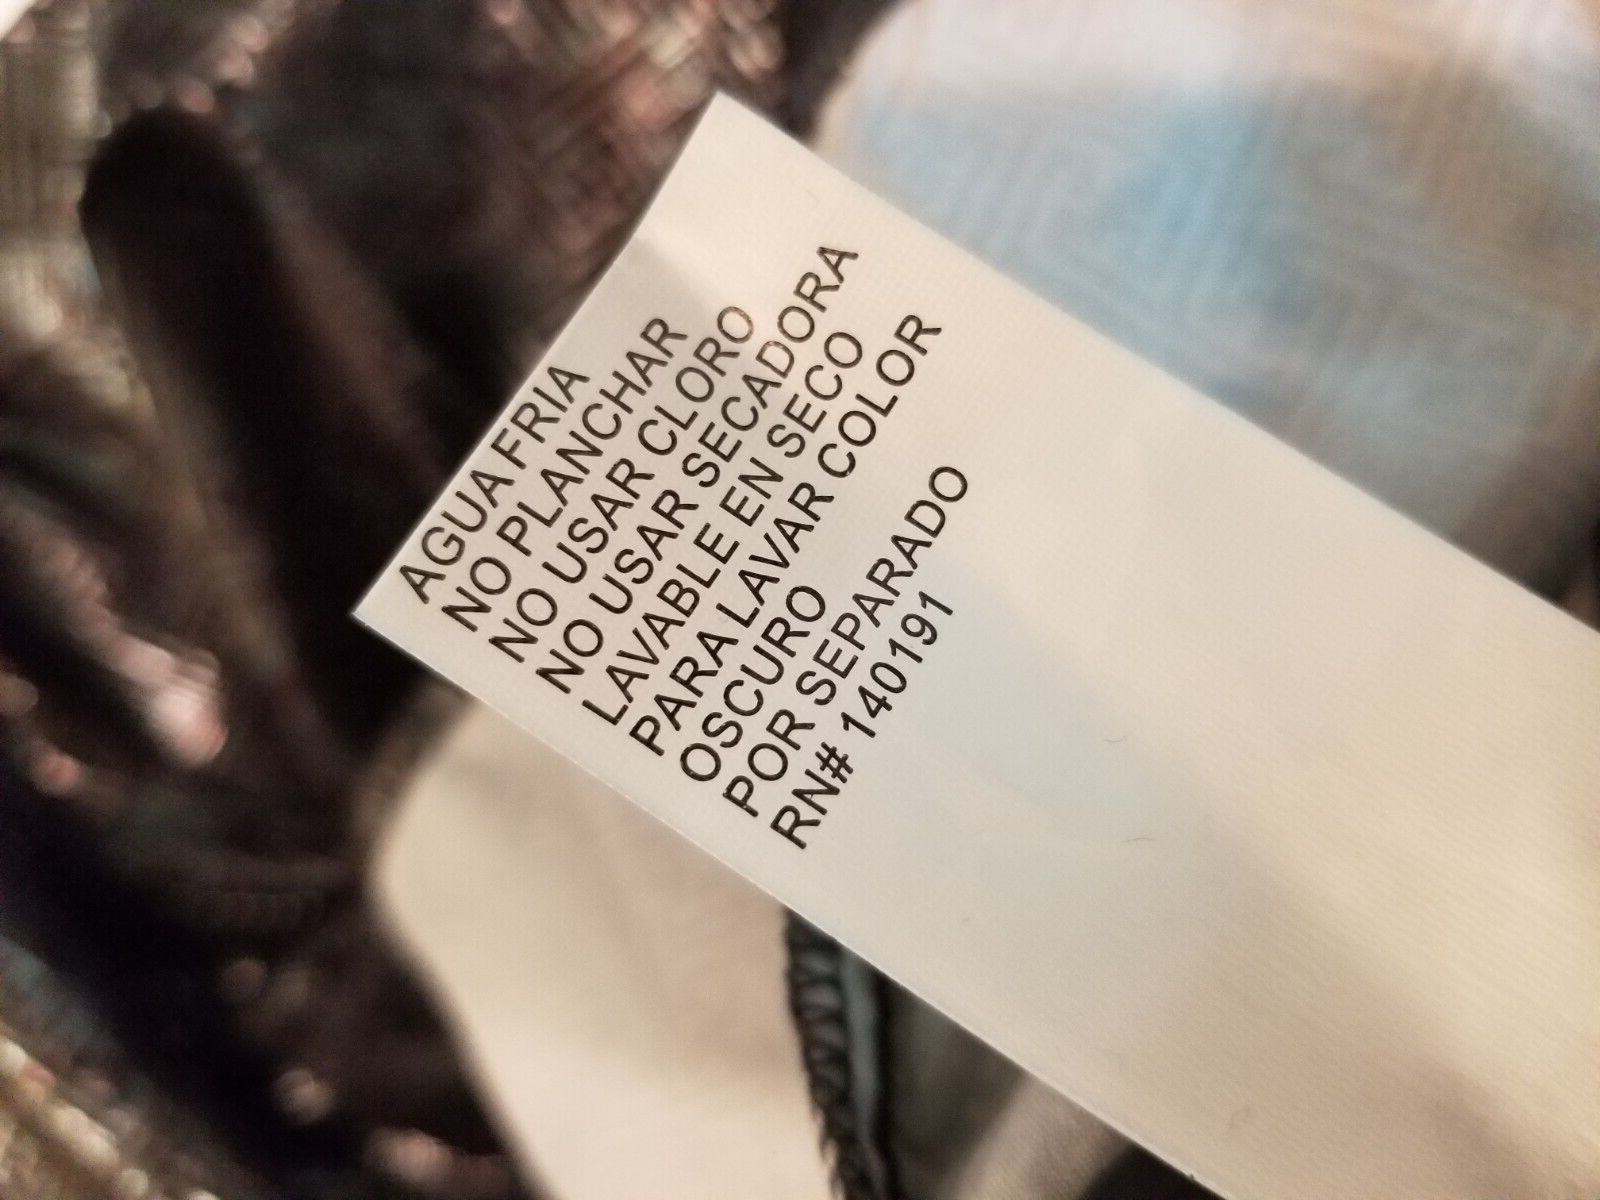 AGUA FRIA
NO PLANCHAR
NO USAR CLORO
NO USAR SECADORA
LAVABLE EN SECO
PARA LAVAR COLOR
OSCURO
POR SEPARADO
RN# 140191